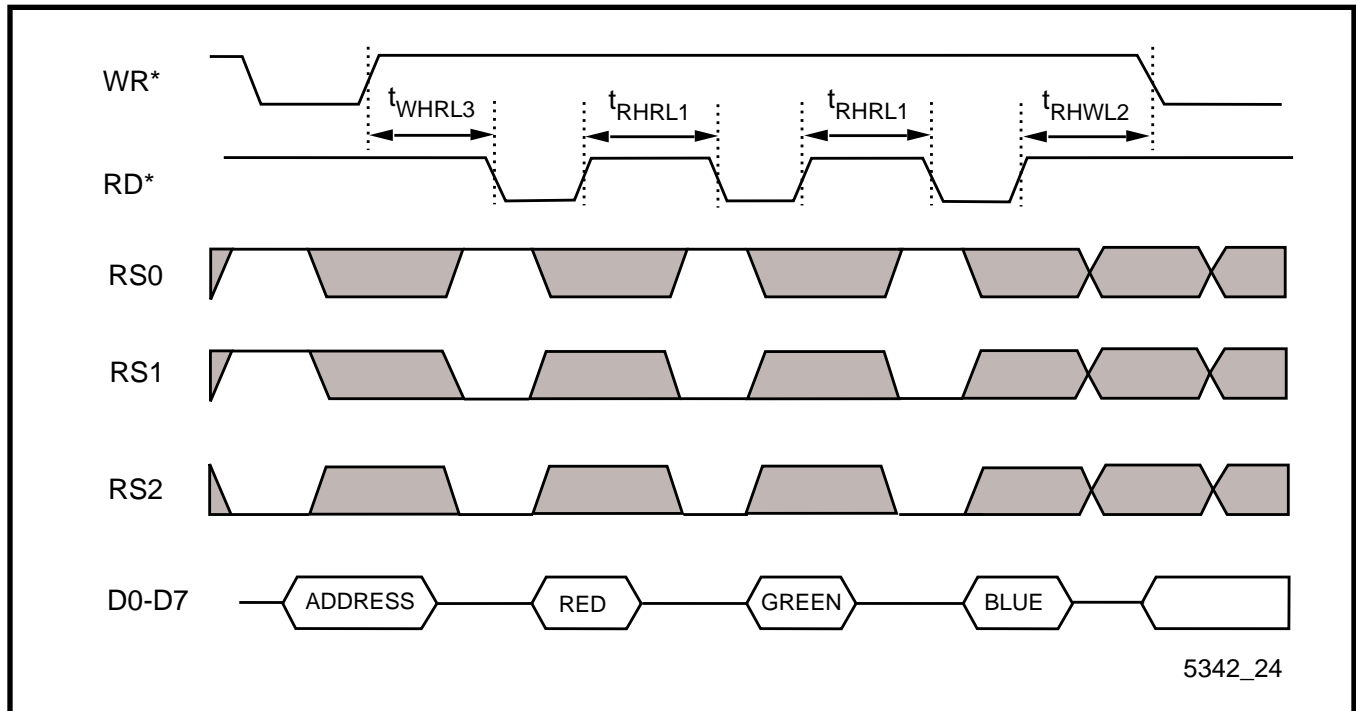 WR*
tWHRL3
tRHRL1
tRHRL1
tRHWL2
RD*
RS0
RS1
RS2
D0-D7
ADDRESS
RED
GREEN
BLUE
5342_24